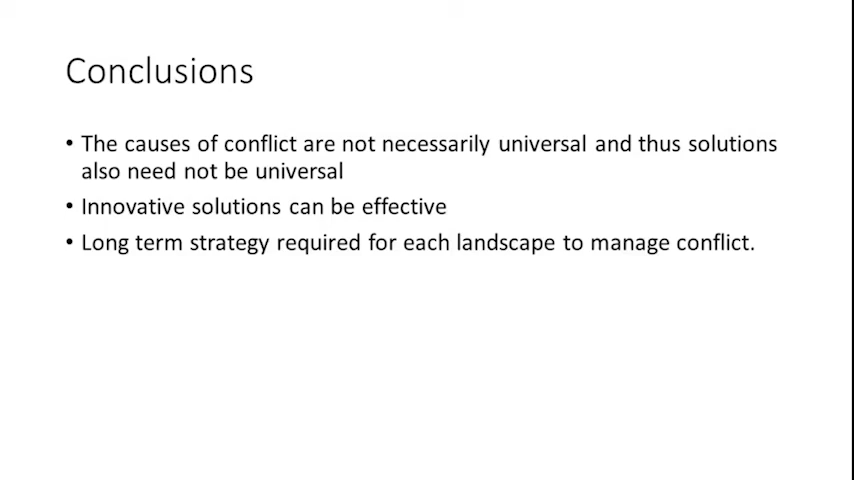 Conclusions
• The causes of conflict are not necessarily universal and thus solutions
also need not be universal
• Innovative solutions can be effective
• Long term strategy required for each landscape to manage conflict.